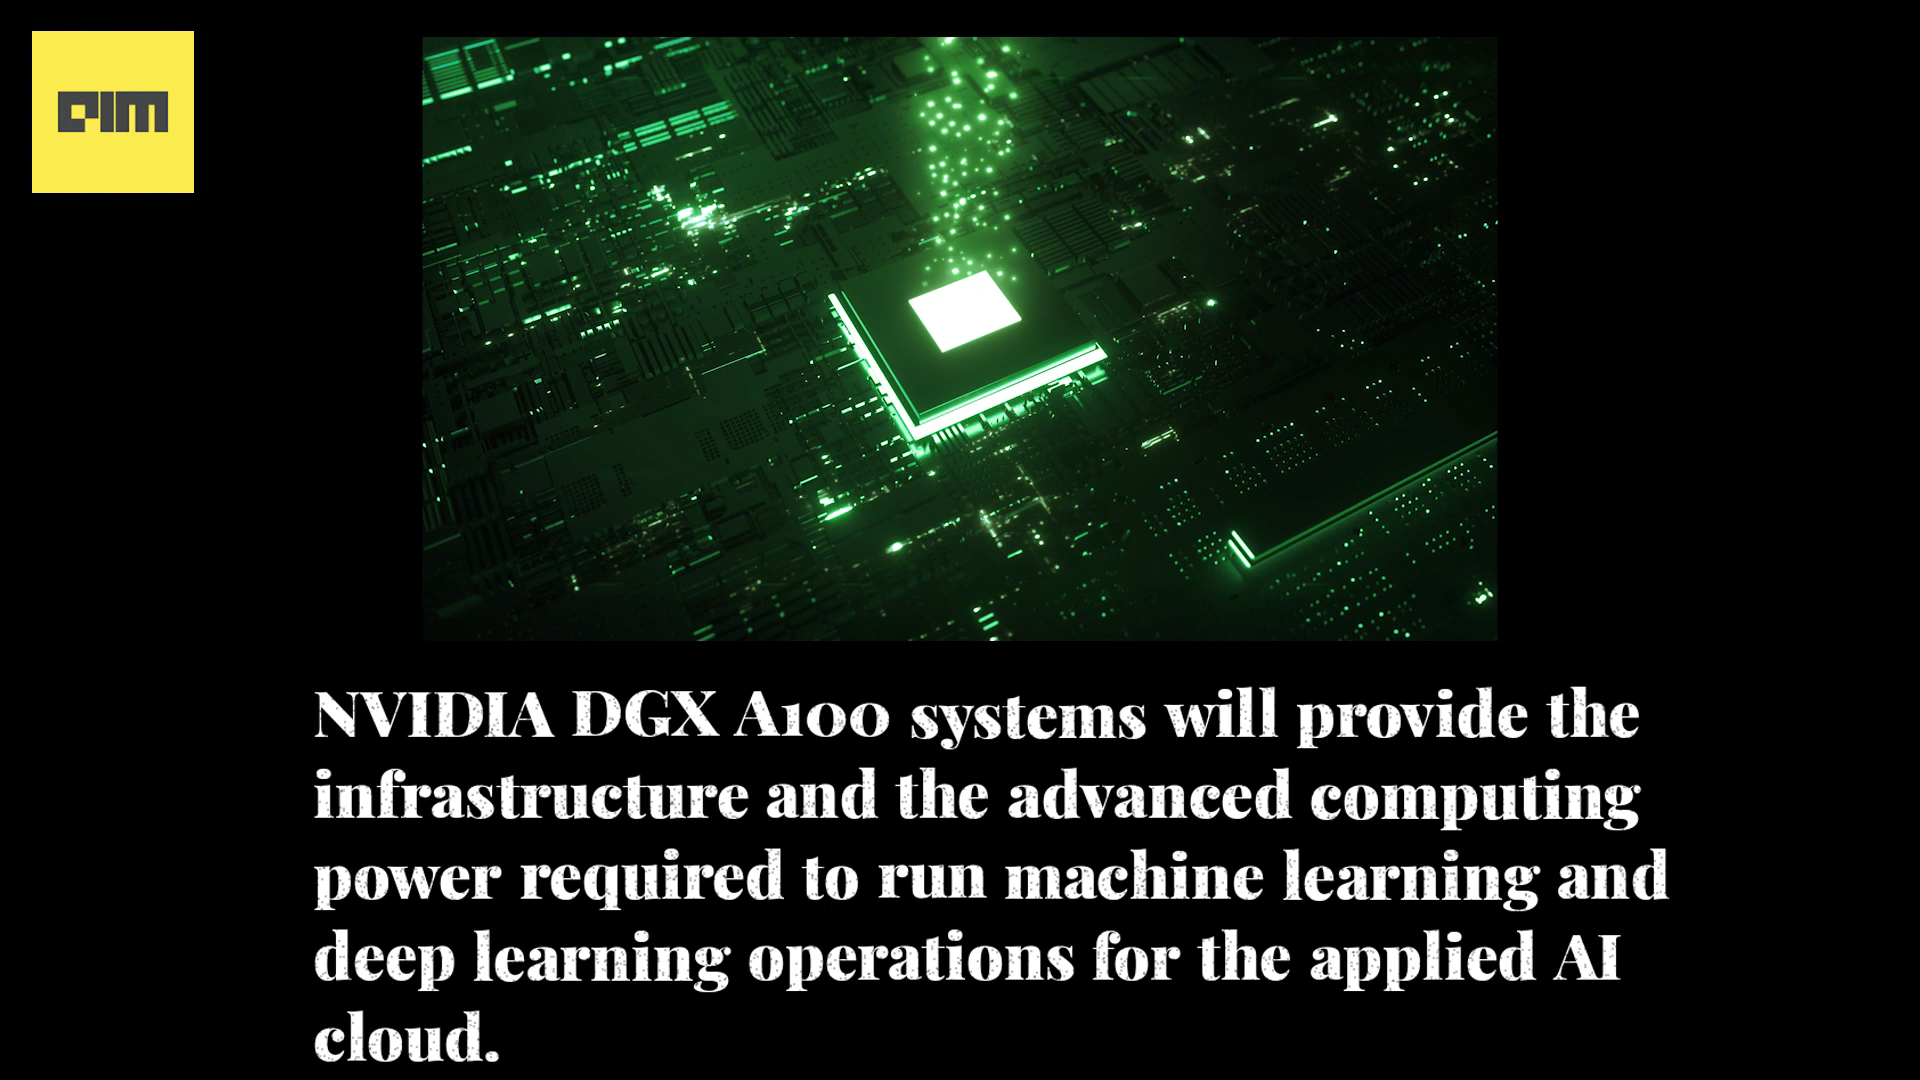 AIM
NVIDIA DGX A100 systems will provide the
infrastructure and the advanced computing
power required to run machine learning and
deep learning operations for the applied AI
cloud.